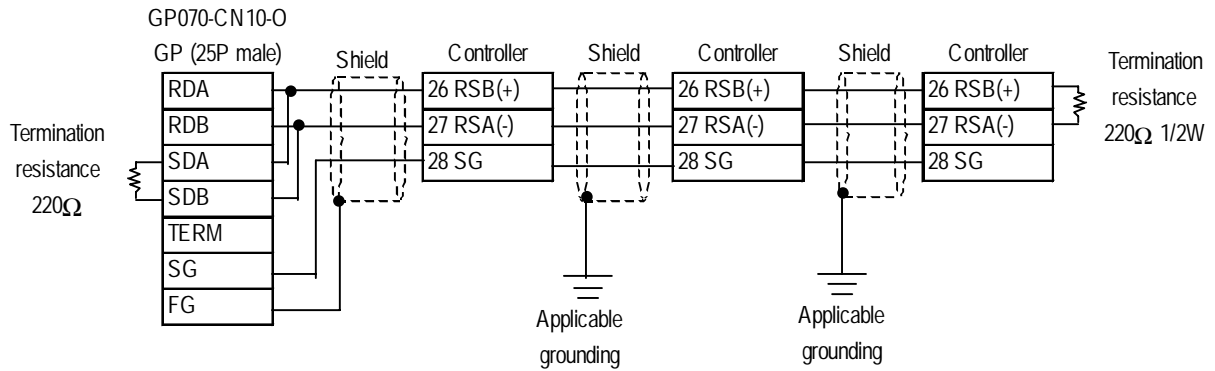 GP070-CN10-O
GP (25P male)
Shield
Controller
Shield
Controller
Shield
Controller
RDA
RDB
SDA
SDB
TERM
SG
FG
Termination
resistance
220Ω
26 RSB(+)
27 RSA(-)
28 SG
26 RSB(+)
27 RSA(-)
28 SG
26 RSB(+)
27 RSA(-)
28 SG
Termination
resistance
220Ω 1/2W
Applicable
grounding
Applicable
grounding